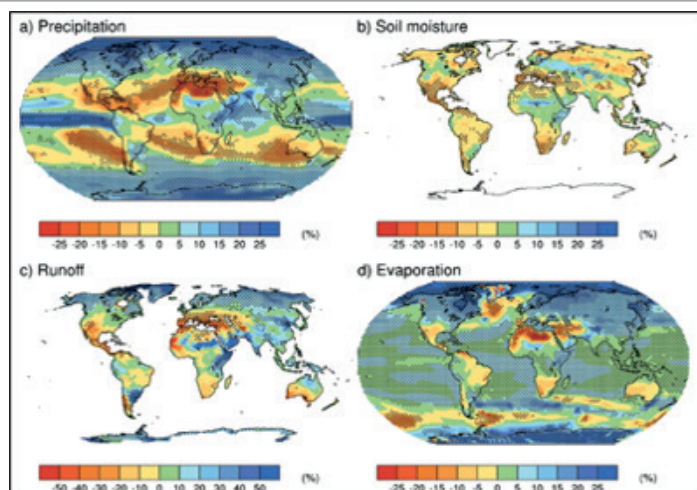 a) Precipitation
b) Soil moisture
-25 -20 -15 -10 -5 0 5 10 15 20 25 (%)
-25 -20 -15 -10 -5 0 5 10 15 20 25 (%)
c) Runoff
d) Evaporation
-50 -40 -30 -20 -10 0 10 20 30 40 50 (%)
-25 -20 -15 -10 -5 0 5 10 15 20 25 (%)